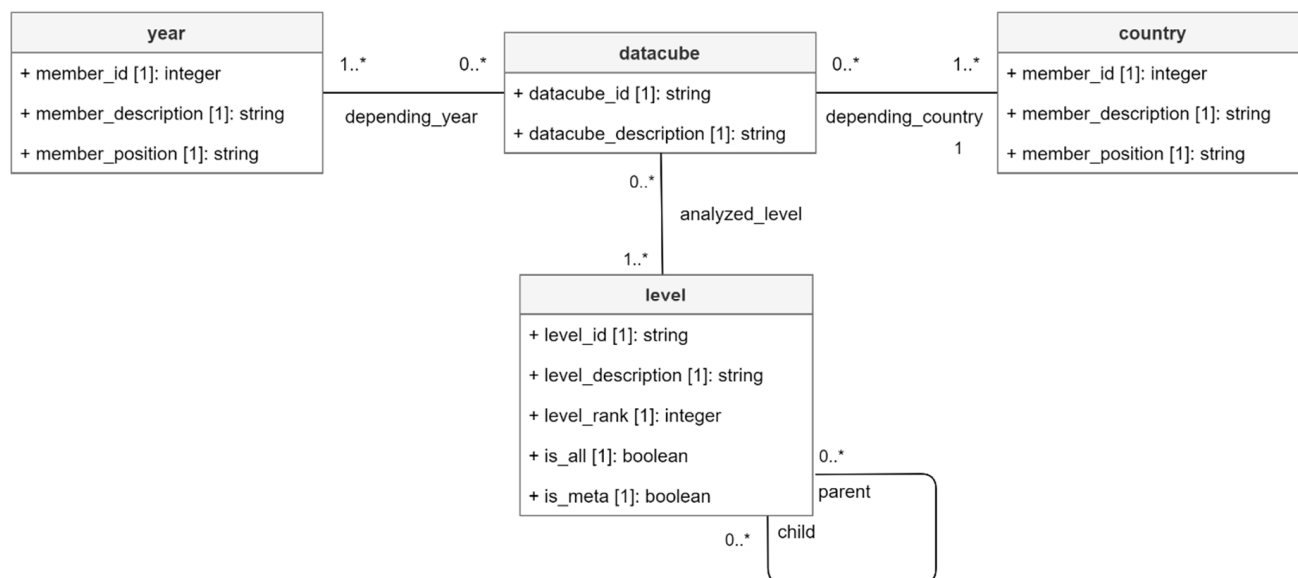 year
+ member_id [1]: integer
+ member_description [1]: string
+ member_position [1]: string
1..*
0..*
depending_year
datacube
+ datacube_id [1]: string
+ datacube_description [1]: string
0..*
1..*
depending_country
1
country
+ member_id [1]: integer
+ member_description [1]: string
+ member_position [1]: string
0..*
analyzed_level
1..*
level
+ level_id [1]: string
+ level_description [1]: string
+ level_rank [1]: integer
+ is_all [1]: boolean
+ is_meta [1]: boolean
0..*
parent
child
0..*